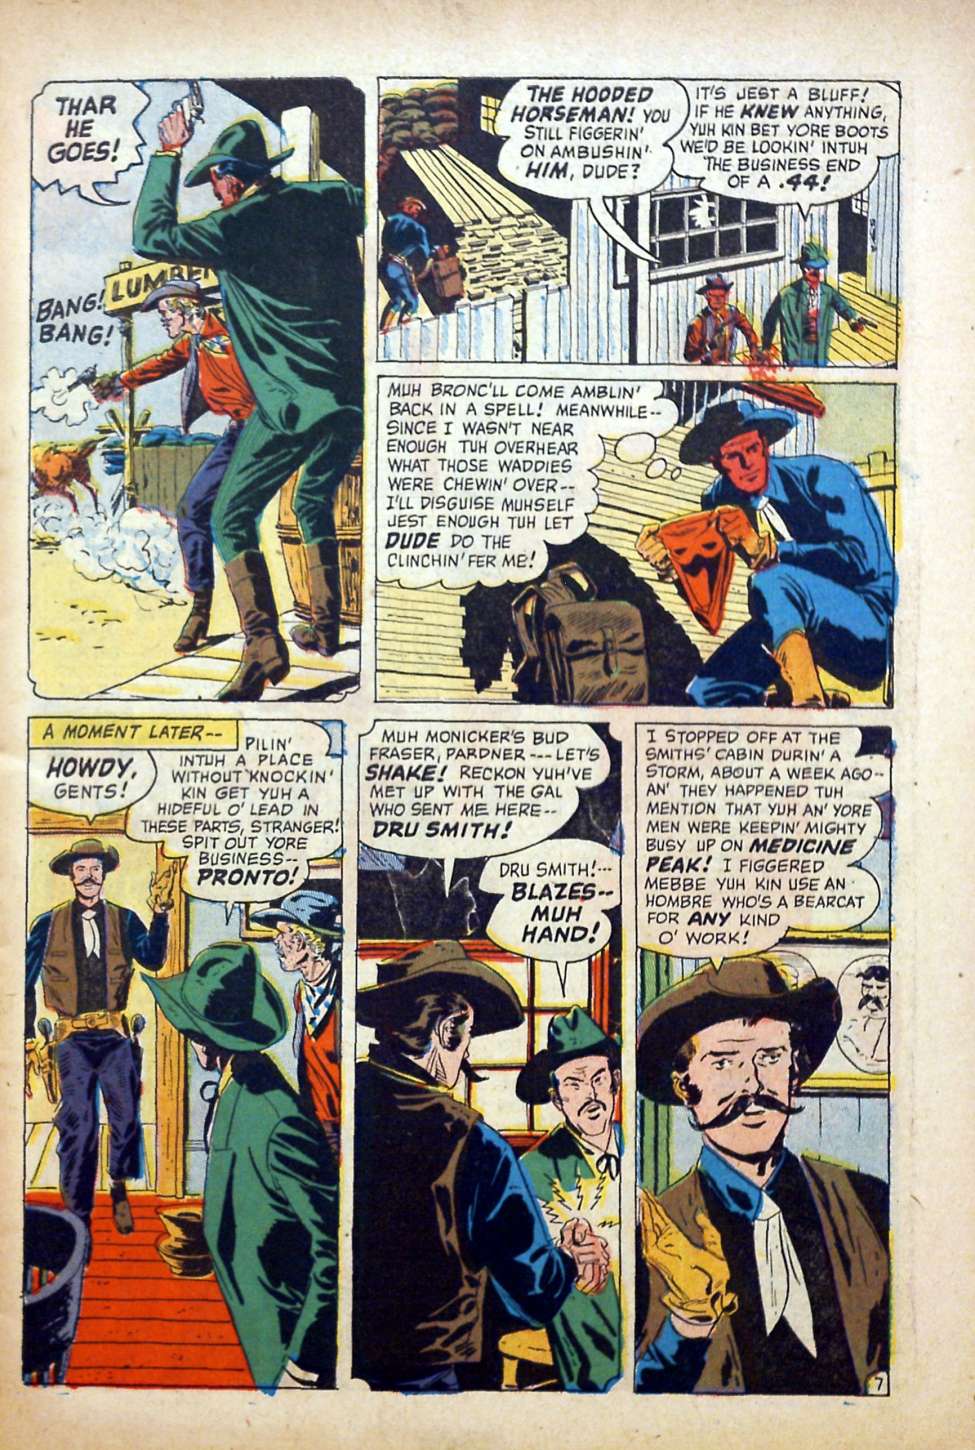 THAR
HE
GOES!
BANG!
BANG!
LUMBER
THE HOODED
HORSEMAN! YOU
STILL FIGGERIN'
ON AMBUSHIN'
HIM, DUDE?
IT'S JEST A BLUFF!
IF HE KNEW ANYTHING,
YUH KIN BET YORE BOOTS
WE'D BE LOOKIN' INTUH
THE BUSINESS END
OF A .44!
MUH BRONC'LL COME AMBLIN'
BACK IN A SPELL! MEANWHILE--
SINCE I WASN'T NEAR
ENOUGH TUH OVERHEAR
WHAT THOSE WADDIES
WERE CHEWIN' OVER--
I'LL DISGUISE MUHSELF
JEST ENOUGH TUH LET
DUDE DO THE
CLINCHIN' FER ME!
A MOMENT LATER--
HOWDY,
GENTS!
PILIN'
INTUH A PLACE
WITHOUT KNOCKIN'
KIN GET YUH A
HIDEFUL O' LEAD IN
THESE PARTS, STRANGER!
SPIT OUT YORE
BUSINESS--
PRONTO!
MUH MONICKER'S BUD
FRASER, PARDNER--- LET'S
SHAKE! RECKON YUH'VE
MET UP WITH THE GAL
WHO SENT ME HERE--
DRU SMITH!
DRU SMITH!---
BLAZES--
MUH
HAND!
I STOPPED OFF AT THE
SMITHS' CABIN DURIN' A
STORM, ABOUT A WEEK AGO--
AN' THEY HAPPENED TUH
MENTION THAT YUH AN' YORE
MEN WERE KEEPIN' MIGHTY
BUSY UP ON MEDICINE
PEAK! I FIGGERED
MEBBE YUH KIN USE AN
HOMBRE WHO'S A BEARCAT
FOR ANY KIND
O' WORK!
7